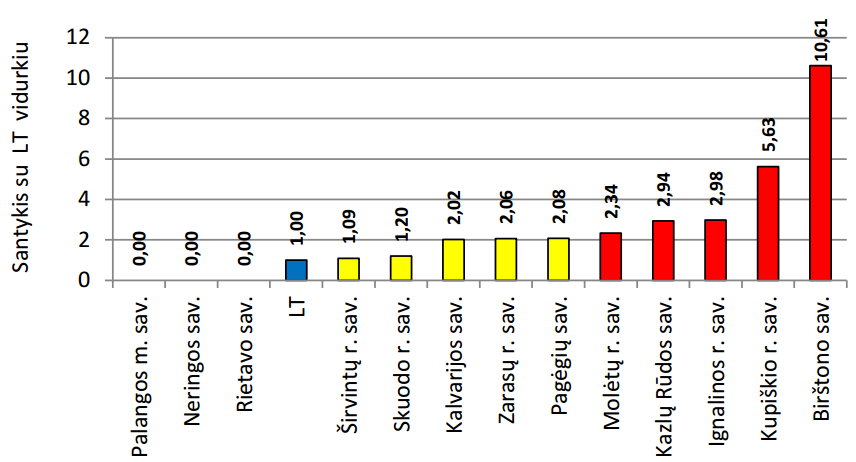 Santykis su LT vidurkiu
12
10
8
6
4
2
0
0,00
0,00
0,00
1,00
1,09
1,20
2,02
2,06
2,08
2,34
2,94
2,98
5,63
10,61
Palangos m. sav.
Neringos sav.
Rietavo sav.
LT
Širvintų r. sav.
Skuodo r. sav.
Kalvarijos sav.
Zarasų r. sav.
Pagėgių sav.
Molėtų r. sav.
Kazlų Rūdos sav.
Ignalinos r. sav.
Kupiškio r. sav.
Birštono sav.